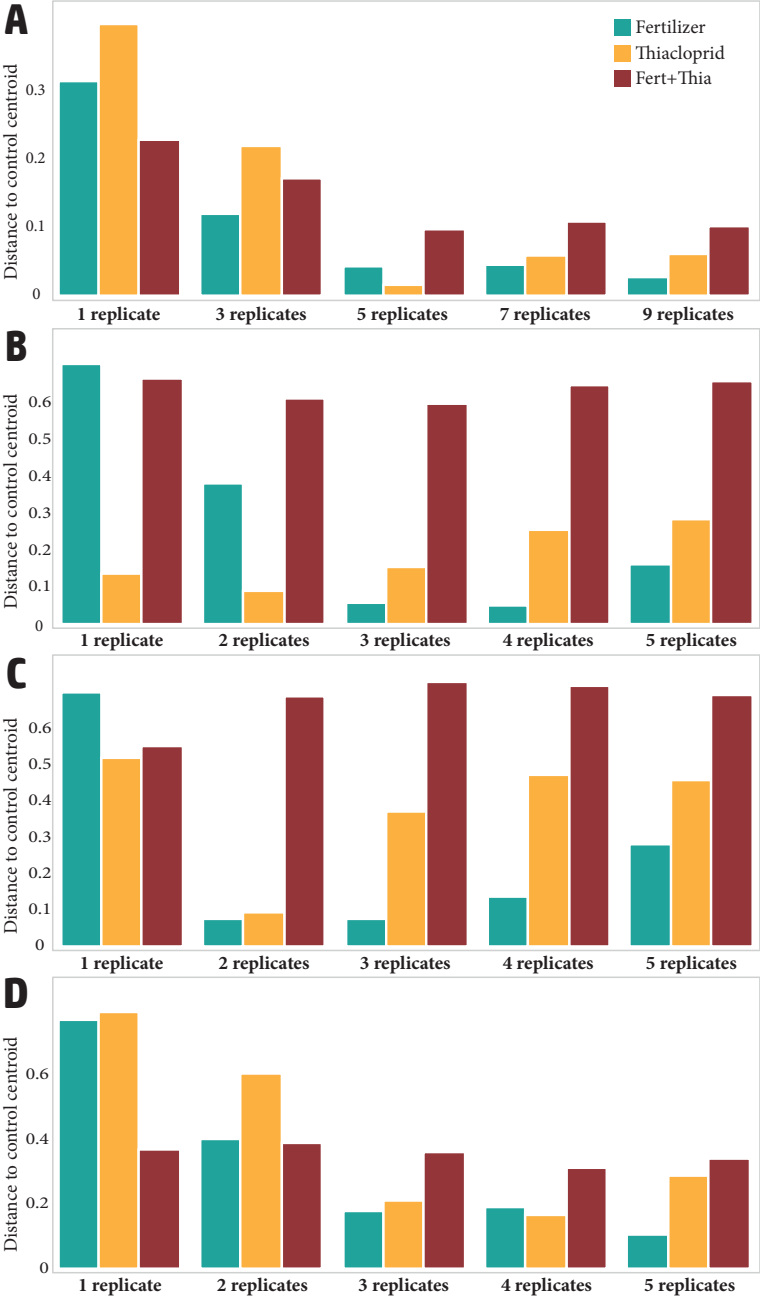 A
Fertilizer
Thiacloprid
Fert+Thia
Distance to control centroid
0.3
0.2
0.1
0
1 replicate 3 replicates 5 replicates 7 replicates 9 replicates
B
Distance to control centroid
0.6
0.5
0.4
0.3
0.2
0.1
0
1 replicate 2 replicates 3 replicates 4 replicates 5 replicates
C
Distance to control centroid
0.6
0.5
0.4
0.3
0.2
0.1
0
1 replicate 2 replicates 3 replicates 4 replicates 5 replicates
D
Distance to control centroid
0.6
0.4
0.2
0
1 replicate 2 replicates 3 replicates 4 replicates 5 replicates